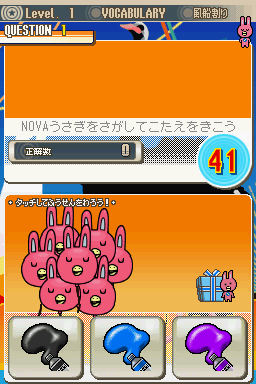 Level. 1 VOCABULARY 風船割り
QUESTION 1
NOVAうさぎをさがしてこたえをきこう
正解数 0
41
・タッチしてふうせんをわろう！・